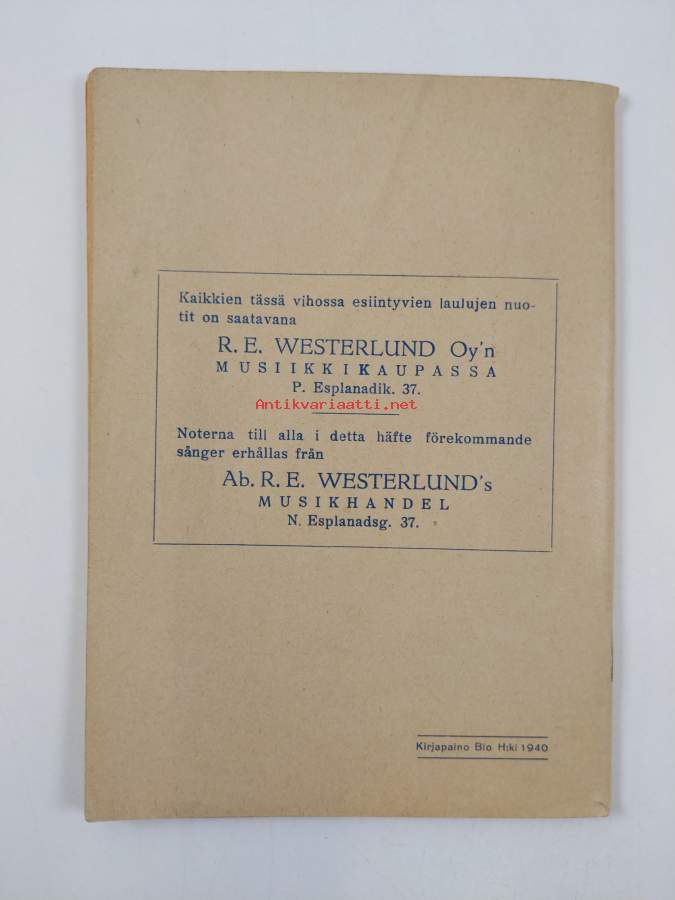 Kaikkien tässä vihossa esiintyvien laulujen nuo-
tit on saatavana
R. E. WESTERLUND Oy'n
MUSIIKKIKAUPASSA
P. Esplanadik. 37.
Antikvariaatti.net
Noterna till alla i detta häfte förekommande
sånger erhållas från
Ab. R. E. WESTERLUND's
MUSIKHANDEL
N. Esplanadsg. 37.
Kirjapaino Bio H:ki 1940